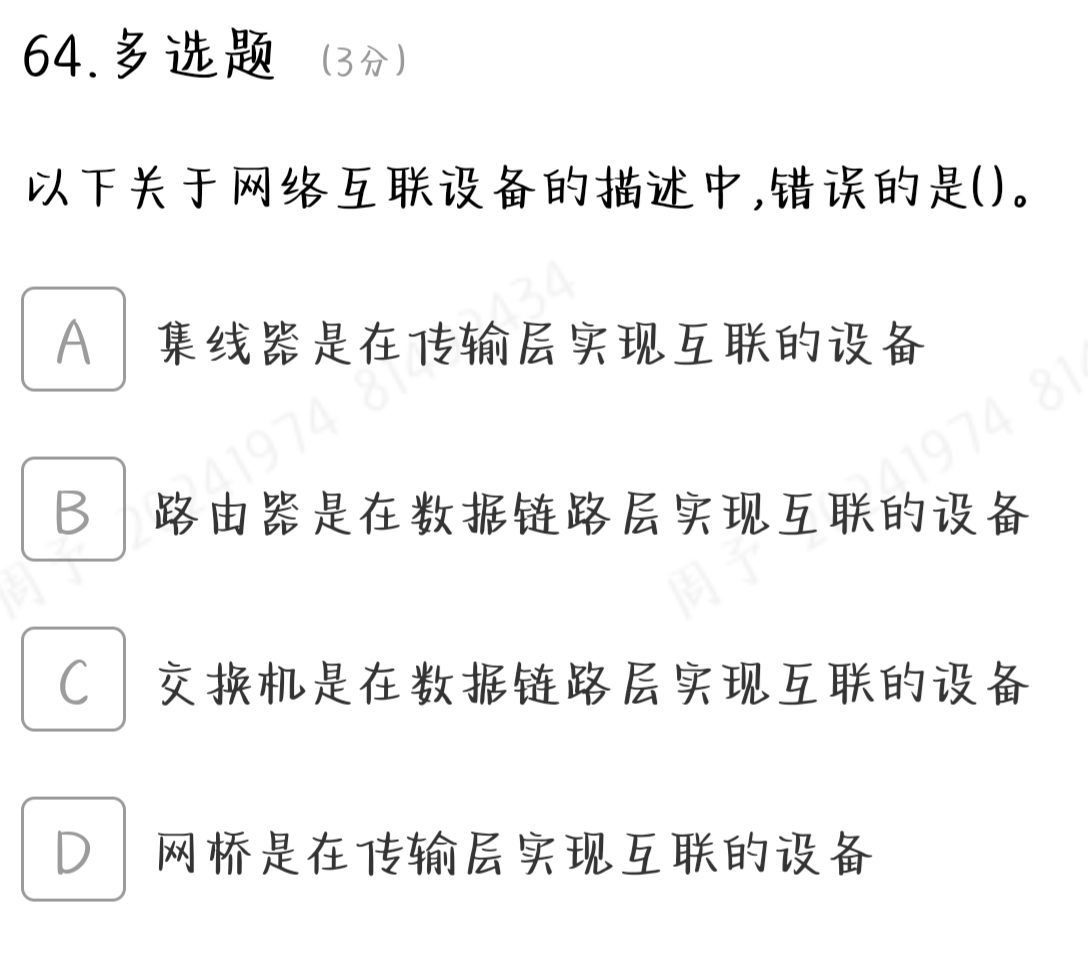 64.多选题 (3分)
以下关于网络互联设备的描述中,错误的是()。
A 集线器是在传输层实现互联的设备
B 路由器是在数据链路层实现互联的设备
C 交换机是在数据链路层实现互联的设备
D 网桥是在传输层实现互联的设备